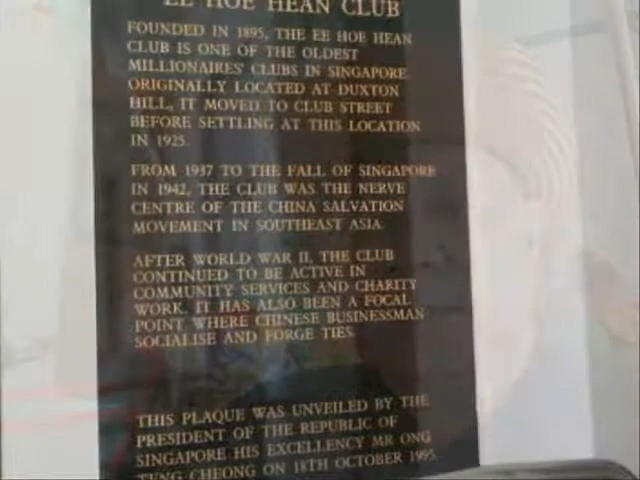 EE HOE HEAN CLUB
FOUNDED IN 1895, THE EE HOE HEAN
CLUB IS ONE OF THE OLDEST
MILLIONAIRES' CLUBS IN SINGAPORE.
ORIGINALLY LOCATED AT DUXTON
HILL, IT MOVED TO CLUB STREET
BEFORE SETTLING AT THIS LOCATION
IN 1925.
FROM 1937 TO THE FALL OF SINGAPORE
IN 1942, THE CLUB WAS THE NERVE
CENTRE OF THE CHINA SALVATION
MOVEMENT IN SOUTHEAST ASIA.
AFTER WORLD WAR II, THE CLUB
CONTINUED TO BE ACTIVE IN
COMMUNITY SERVICES AND CHARITY
WORK. IT HAS ALSO BEEN A FOCAL
POINT WHERE CHINESE BUSINESSMAN
SOCIALISE AND FORGE TIES.
THIS PLAQUE WAS UNVEILED BY THE
PRESIDENT OF THE REPUBLIC OF
SINGAPORE HIS EXCELLENCY MR ONG
TENG CHEONG ON 18TH OCTOBER 1995.